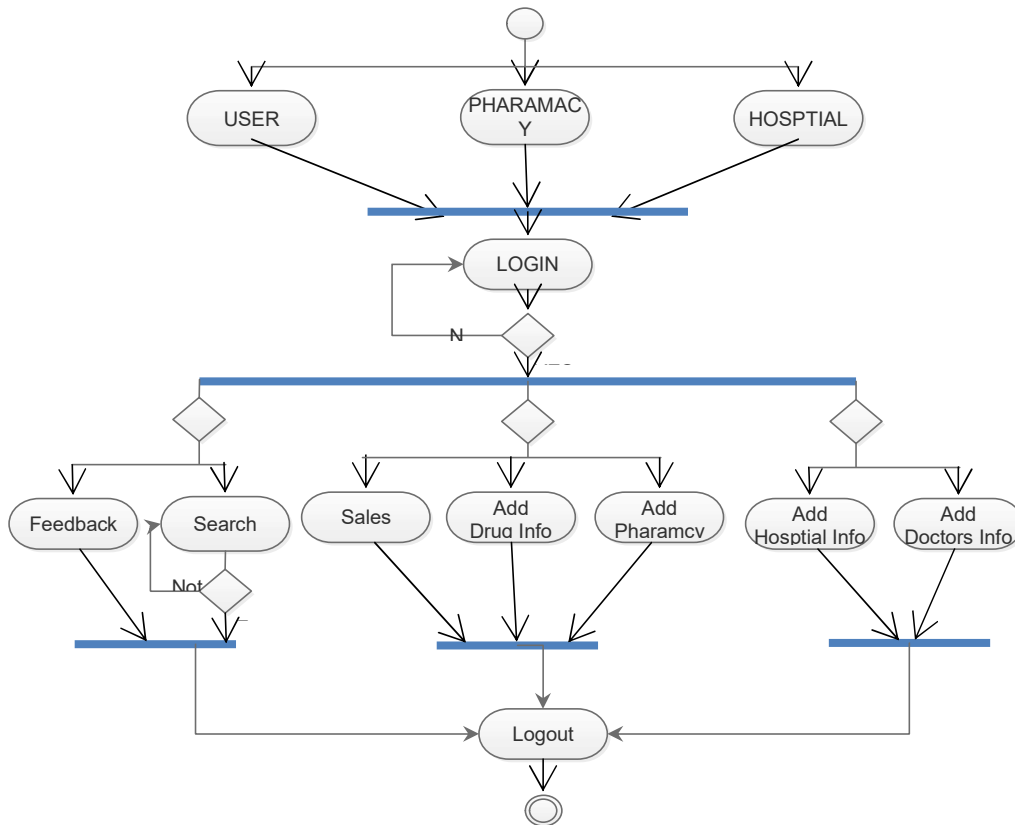 USER
PHARAMAC
Y
HOSPTIAL
LOGIN
N
Feedback
Search
Sales
Add
Drug Info
Add
Pharamcy
Add
Hosptial Info
Add
Doctors Info
Not
Logout